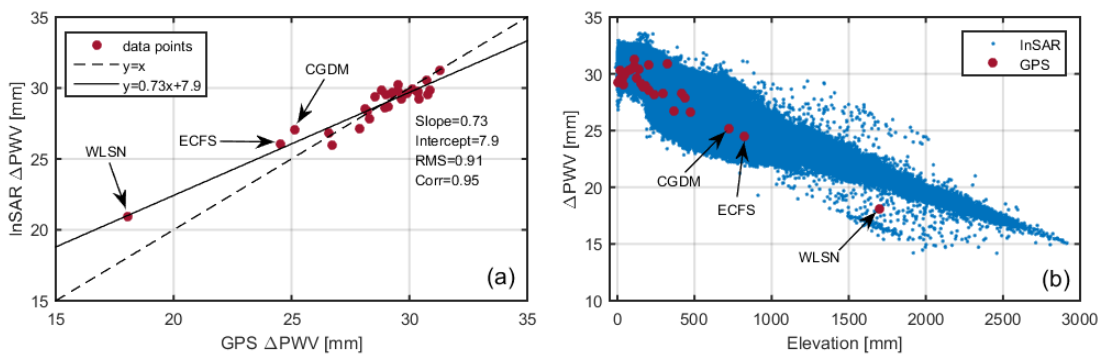 35
30
25
20
15
15
20
25
30
35
InSAR ΔPWV [mm]
GPS ΔPWV [mm]
data points
y=x
y=0.73x+7.9
CGDM
ECFS
WLSN
Slope=0.73
Intercept=7.9
RMS=0.91
Corr=0.95
(a)
35
30
25
20
15
10
0
500
1000
1500
2000
2500
3000
ΔPWV [mm]
Elevation [mm]
InSAR
GPS
CGDM
ECFS
WLSN
(b)